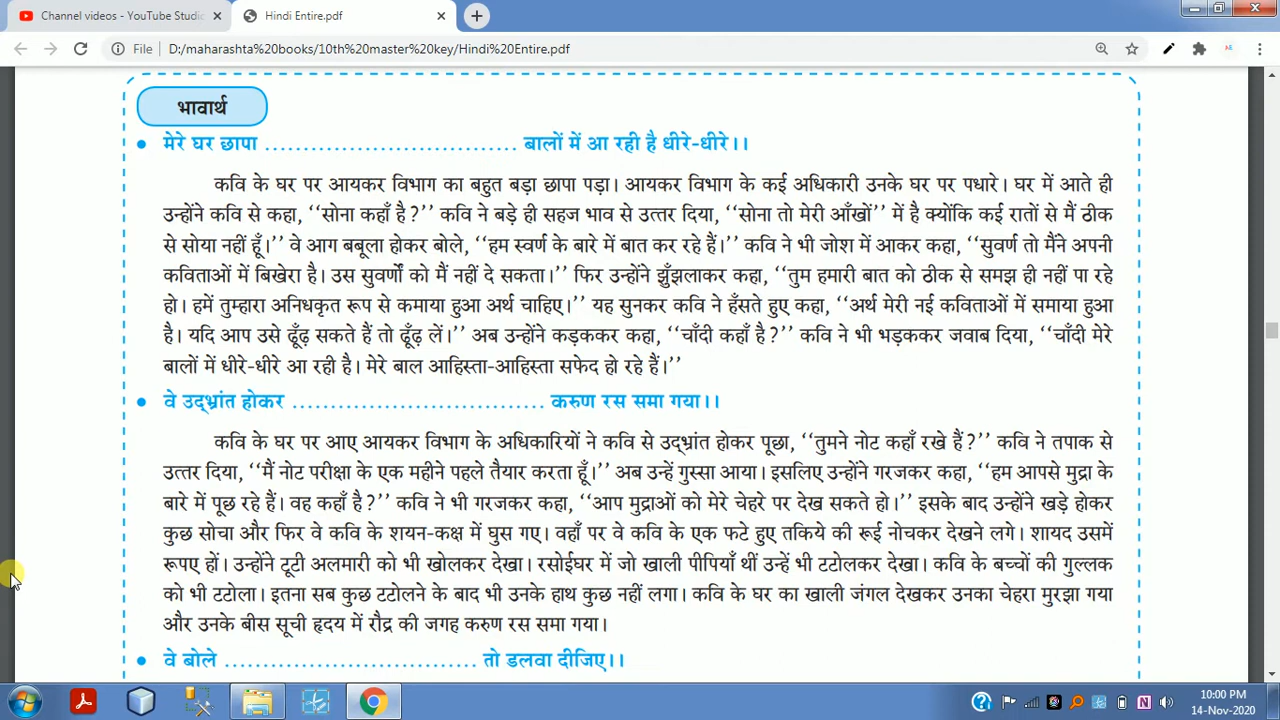 Channel videos - YouTube Studi
Hindi Entire.pdf
File
D:/maharashta%20books/10th%20master%20key/Hindi%20Entire.pdf
भावार्थ
• मेरे घर छापा ................................. बालों में आ रही है धीरे-धीरे।।
कवि के घर पर आयकर विभाग का बहुत बड़ा छापा पड़ा। आयकर विभाग के कई अधिकारी उनके घर पर पधारे। घर में आते ही
उन्होंने कवि से कहा, ‘‘सोना कहाँ है?’’ कवि ने बड़े ही सहज भाव से उत्तर दिया, ‘‘सोना तो मेरी आँखों’’ में है क्योंकि कई रातों से मैं ठीक
से सोया नहीं हूँ।’’ वे आग बबूला होकर बोले, ‘‘हम स्वर्ण के बारे में बात कर रहे हैं।’’ कवि ने भी जोश में आकर कहा, ‘‘सुवर्ण तो मैंने अपनी
कविताओं में बिखेरा है। उस सुवर्णों को मैं नहीं दे सकता।’’ फिर उन्होंने झुँझलाकर कहा, ‘‘तुम हमारी बात को ठीक से समझ ही नहीं पा रहे
हो। हमें तुम्हारा अनधिकृत रूप से कमाया हुआ अर्थ चाहिए।’’ यह सुनकर कवि ने हँसते हुए कहा, ‘‘अर्थ मेरी नई कविताओं में समाया हुआ
है। यदि आप उसे ढूँढ़ सकते हैं तो ढूँढ़ लें।’’ अब उन्होंने कड़ककर कहा, ‘‘चाँदी कहाँ है?’’ कवि ने भी भड़ककर जवाब दिया, ‘‘चाँदी मेरे
बालों में धीरे-धीरे आ रही है। मेरे बाल आहिस्ता-आहिस्ता सफेद हो रहे हैं।’’
• वे उद्भ्रांत होकर ................................. करुण रस समा गया।।
कवि के घर पर आए आयकर विभाग के अधिकारियों ने कवि से उद्भ्रांत होकर पूछा, ‘‘तुमने नोट कहाँ रखे हैं?’’ कवि ने तपाक से
उत्तर दिया, ‘‘मैं नोट परीक्षा के एक महीने पहले तैयार करता हूँ।’’ अब उन्हें गुस्सा आया। इसलिए उन्होंने गरजकर कहा, ‘‘हम आपसे मुद्रा के
बारे में पूछ रहे हैं। वह कहाँ है?’’ कवि ने भी गरजकर कहा, ‘‘आप मुद्राओं को मेरे चेहरे पर देख सकते हो।’’ इसके बाद उन्होंने खड़े होकर
कुछ सोचा और फिर वे कवि के शयन-कक्ष में घुस गए। वहाँ पर वे कवि के एक फटे हुए तकिये की रूई नोचकर देखने लगे। शायद उसमें
रूपए हों। उन्होंने टूटी अलमारी को भी खोलकर देखा। रसोईघर में जो खाली पीपियाँ थीं उन्हें भी टटोलकर देखा। कवि के बच्चों की गुल्लक
को भी टटोला। इतना सब कुछ टटोलने के बाद भी उनके हाथ कुछ नहीं लगा। कवि के घर का खाली जंगल देखकर उनका चेहरा मुरझा गया
और उनके बीस सूची हृदय में रौद्र की जगह करुण रस समा गया।
• वे बोले ................................. तो डलवा दीजिए।।
10:00 PM
14-Nov-2020